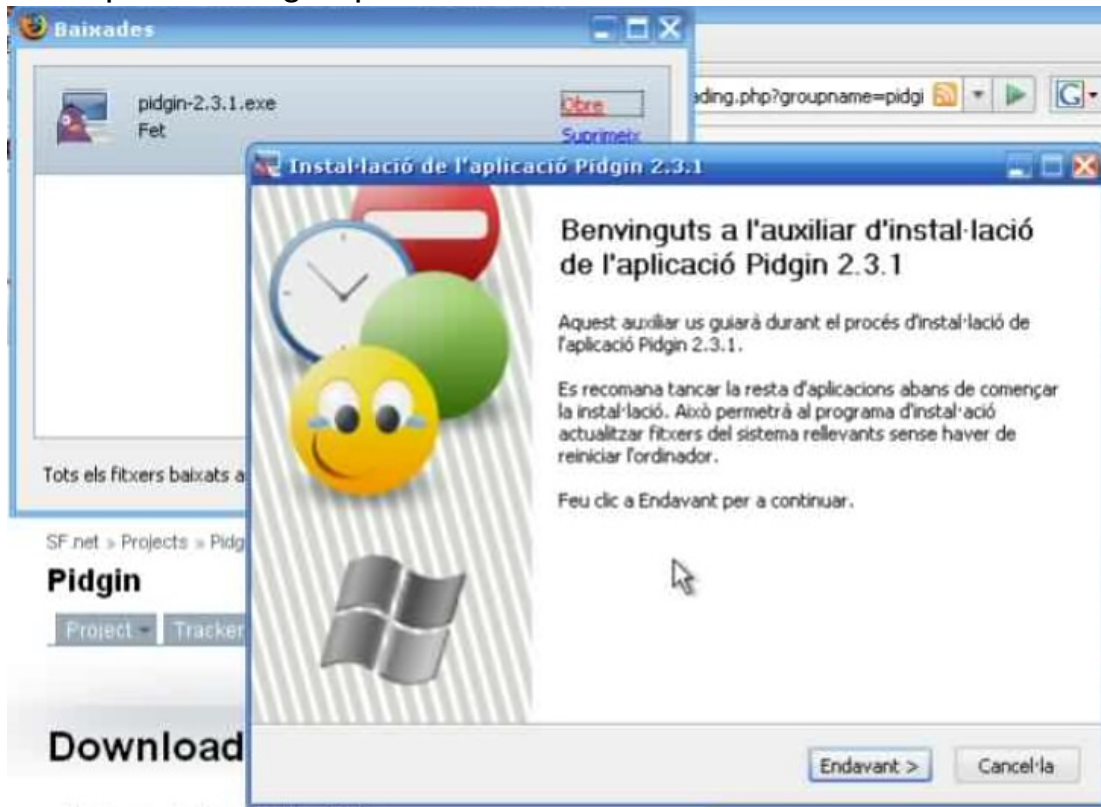 Baixades
pidgin-2.3.1.exe
Fet
Obre
Suprimeix
ading.php?groupname=pidgi
G
Instal·lació de l'aplicació Pidgin 2.3.1
Benvinguts a l'auxiliar d'instal·lació
de l'aplicació Pidgin 2.3.1
Aquest auxiliar us guiarà durant el procés d'instal·lació de
l'aplicació Pidgin 2.3.1.
Es recomana tancar la resta d'aplicacions abans de començar
la instal·lació. Això permetrà al programa d'instal·ació
actualitzar fitxers del sistema rellevants sense haver de
reiniciar l'ordinador.
Feu clic a Endavant per a continuar.
Tots els fitxers baixats a
SF.net » Projects » Pidg
Pidgin
Project
Tracker
Download
Endavant >
Cancel·la